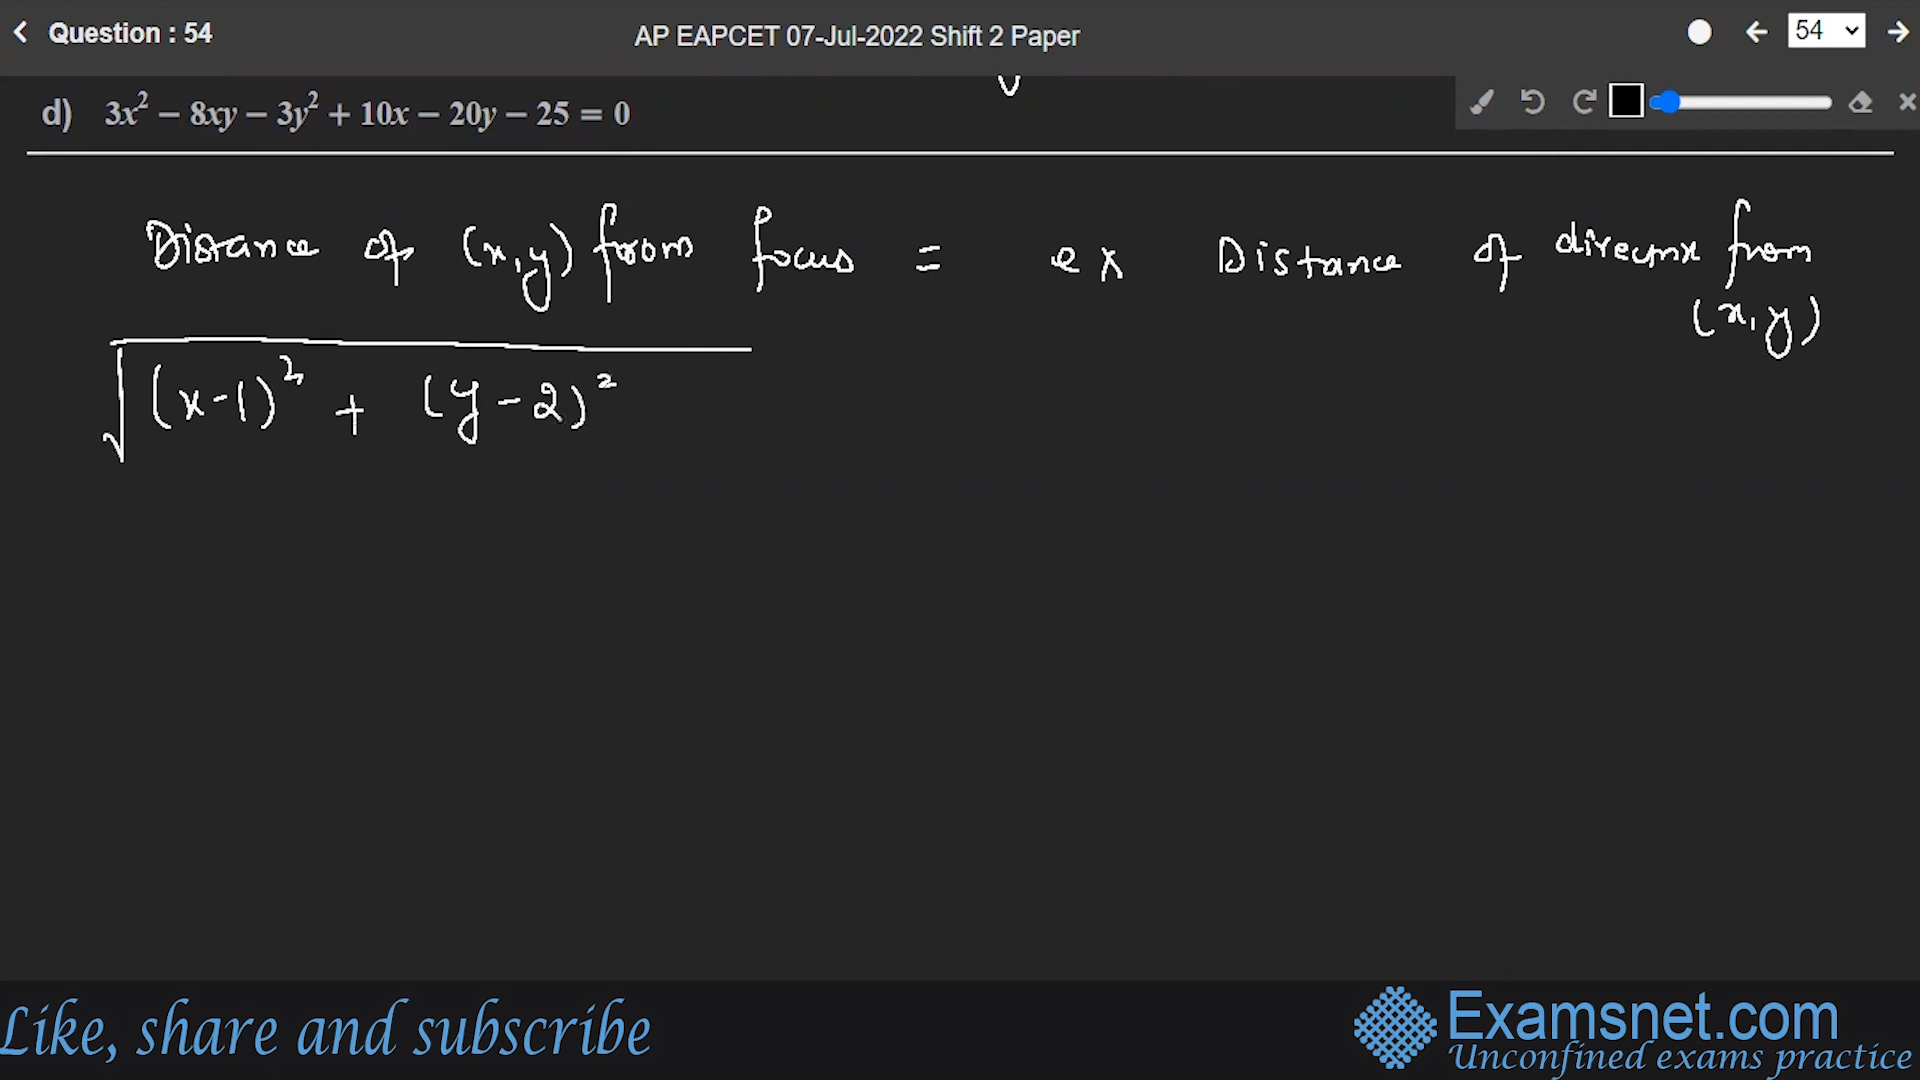 Question : 54
AP EAPCET 07-Jul-2022 Shift 2 Paper
54
d) 3x² − 8xy − 3y² + 10x − 20y − 25 = 0
Distance of (x,y) from focus = e x Distance of directrix from
(x,y)
√(x-1)² + (y-2)²
Like, share and subscribe
Examsnet.com
Unconfined exams practice